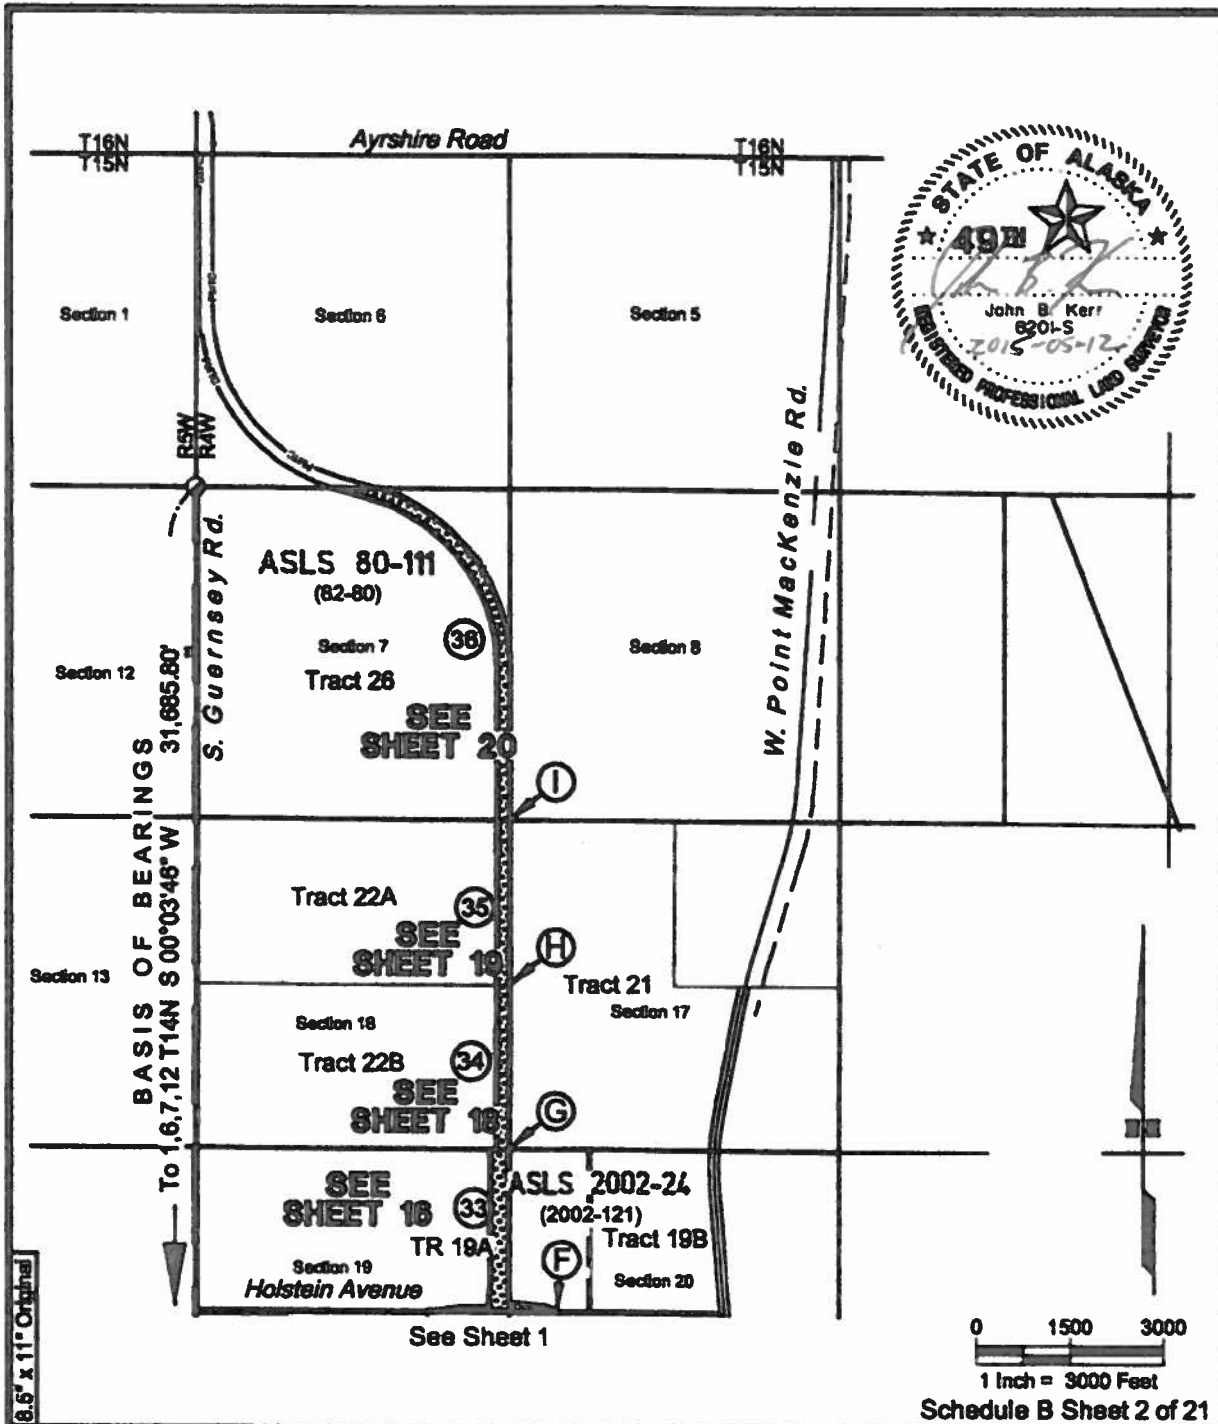 T16N
T15N
Ayrshire Road
T16N
T15N
STATE OF ALASKA
49TH
John B. Kerr
6201-S
2015-05-12
REGISTERED PROFESSIONAL LAND SURVEYOR
Section 1
Section 6
Section 5
R5W
R4W
S. Guernsey Rd.
W. Point MacKenzie Rd.
ASLS 80-111
(82-80)
36
Section 12
Section 7
Section 8
Tract 26
SEE
SHEET 20
I
BASIS OF BEARINGS
To 1,6,7,12 T14N S 00°03'46" W 31,685.80'
Tract 22A
35
SEE
SHEET 19
H
Section 13
Tract 21
Section 17
Section 18
Tract 22B
34
SEE
SHEET 18
G
SEE
SHEET 16
33
ASLS 2002-24
(2002-121)
TR 19A
Tract 19B
F
Section 19
Section 20
Holstein Avenue
See Sheet 1
8.5" x 11" Original
0 1500 3000
1 Inch = 3000 Feet
Schedule B Sheet 2 of 21